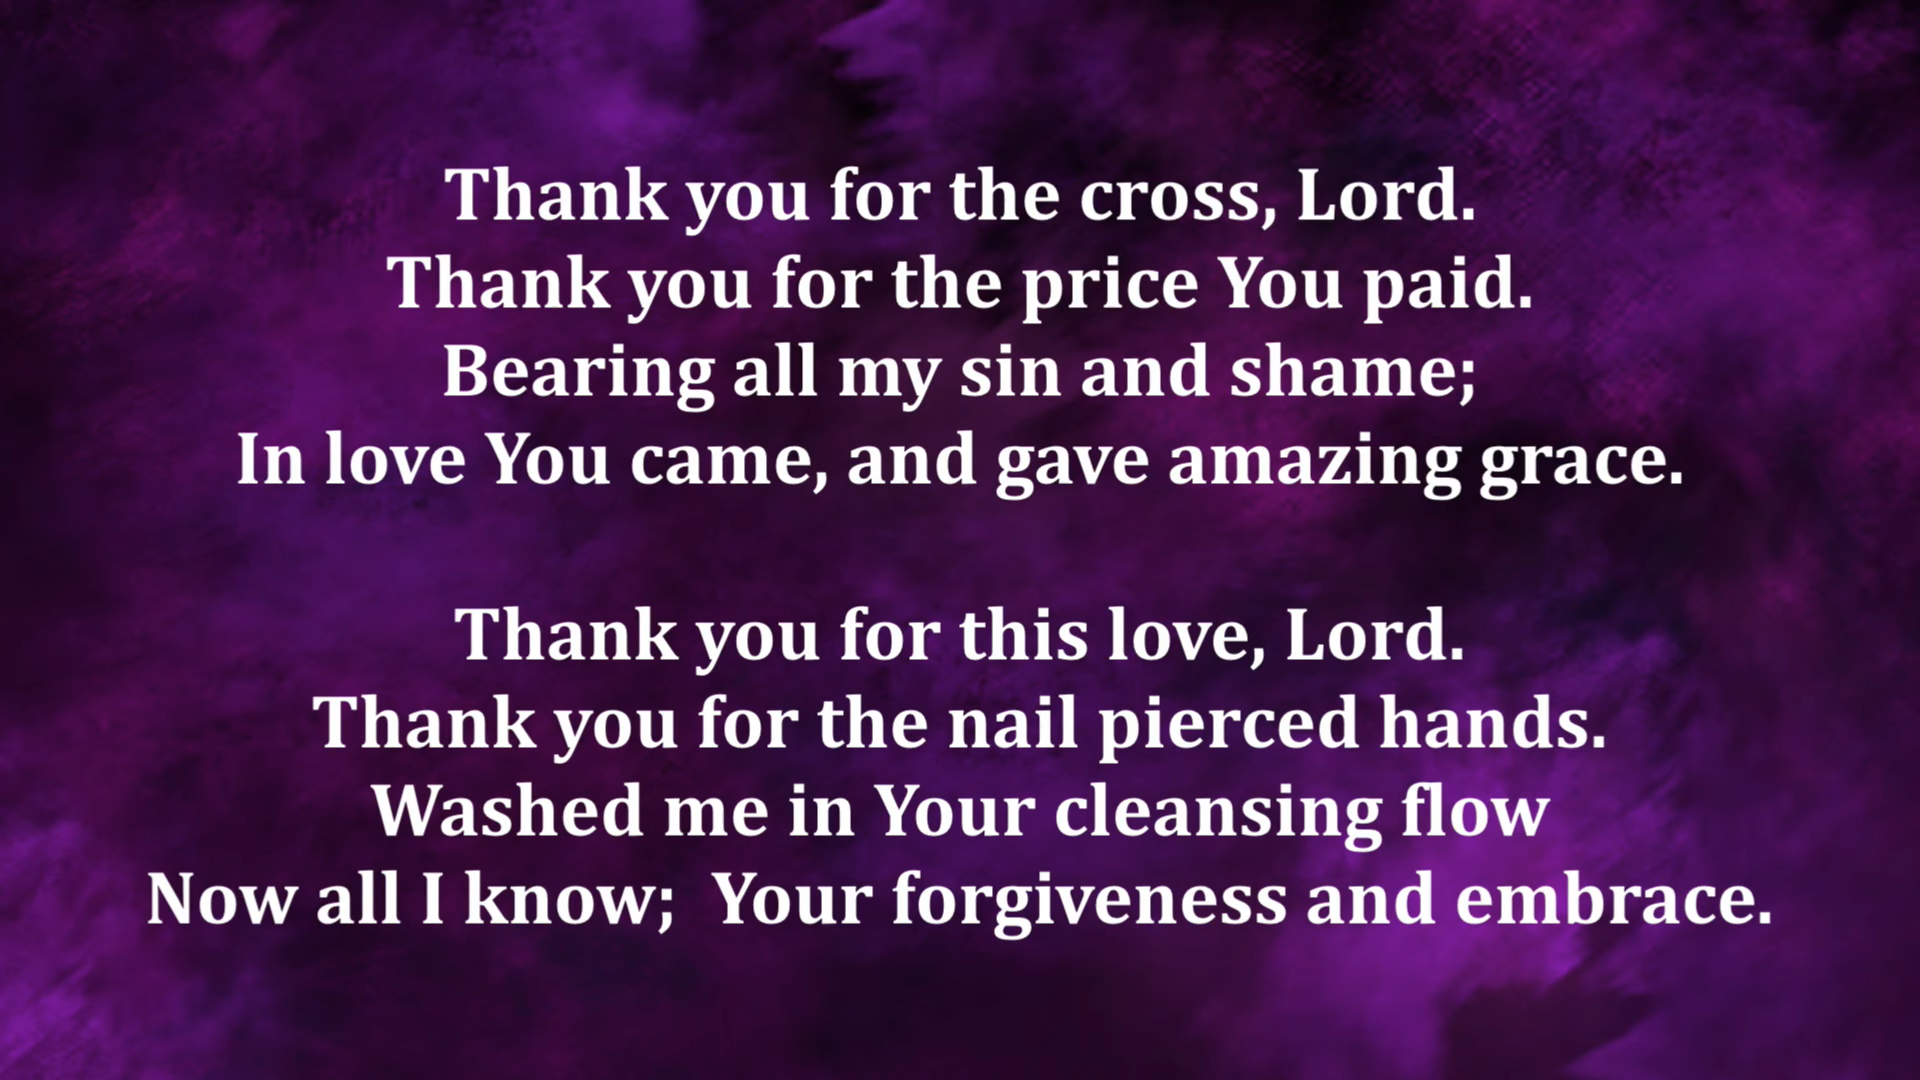 Thank you for the cross, Lord.
Thank you for the price You paid.
Bearing all my sin and shame;
In love You came, and gave amazing grace.
Thank you for this love, Lord.
Thank you for the nail pierced hands.
Washed me in Your cleansing flow
Now all I know;  Your forgiveness and embrace.